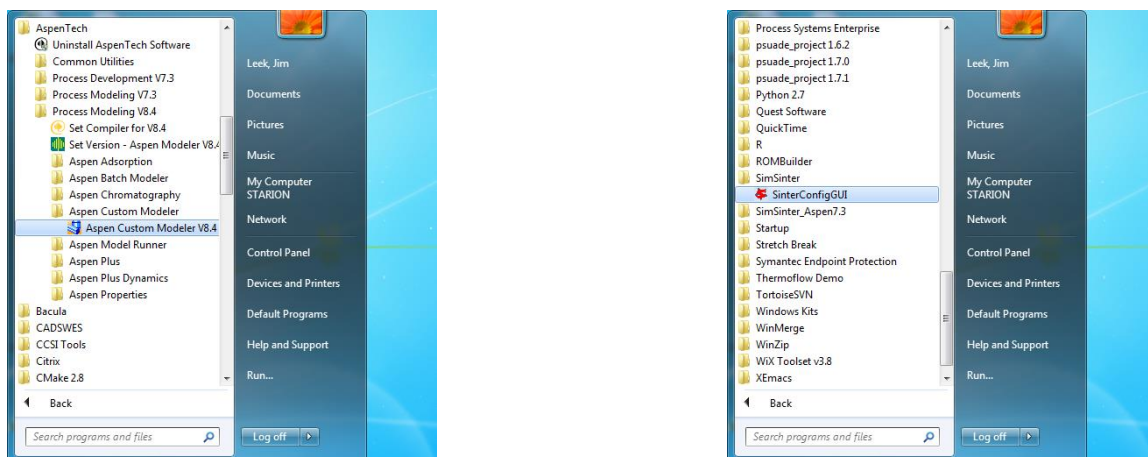 AspenTech
Uninstall AspenTech Software
Common Utilities
Process Development V7.3
Process Modeling V7.3
Process Modeling V8.4
Set Compiler for V8.4
Set Version - Aspen Modeler V8.4
Aspen Adsorption
Aspen Batch Modeler
Aspen Chromatography
Aspen Custom Modeler
Aspen Custom Modeler V8.4
Aspen Model Runner
Aspen Plus
Aspen Plus Dynamics
Aspen Properties
Bacula
CADSWES
CCSI Tools
Citrix
CMake 2.8
Back
Search programs and files
Leek, Jim
Documents
Pictures
Music
My Computer
STARION
Network
Control Panel
Devices and Printers
Default Programs
Help and Support
Run...
Log off
Process Systems Enterprise
psuade_project 1.6.2
psuade_project 1.7.0
psuade_project 1.7.1
Python 2.7
Quest Software
QuickTime
R
ROMBuilder
SimSinter
SinterConfigGUI
SimSinter_Aspen7.3
Startup
Stretch Break
Symantec Endpoint Protection
Thermoflow Demo
TortoiseSVN
Windows Kits
WinMerge
WinZip
WiX Toolset v3.8
XEmacs
Back
Search programs and files
Leek, Jim
Documents
Pictures
Music
My Computer
STARION
Network
Control Panel
Devices and Printers
Default Programs
Help and Support
Run...
Log off